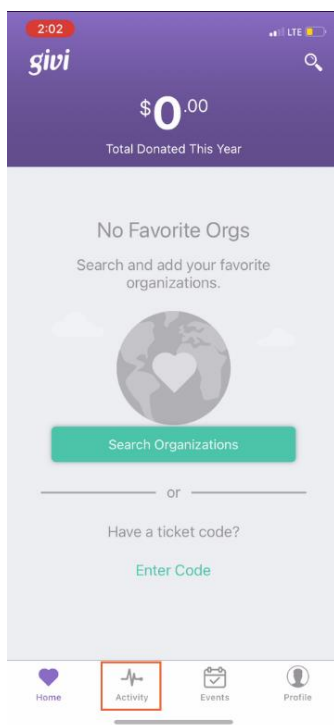 2:02
LTE
givi
$0.00
Total Donated This Year
No Favorite Orgs
Search and add your favorite
organizations.
Search Organizations
or
Have a ticket code?
Enter Code
Home Activity Events Profile